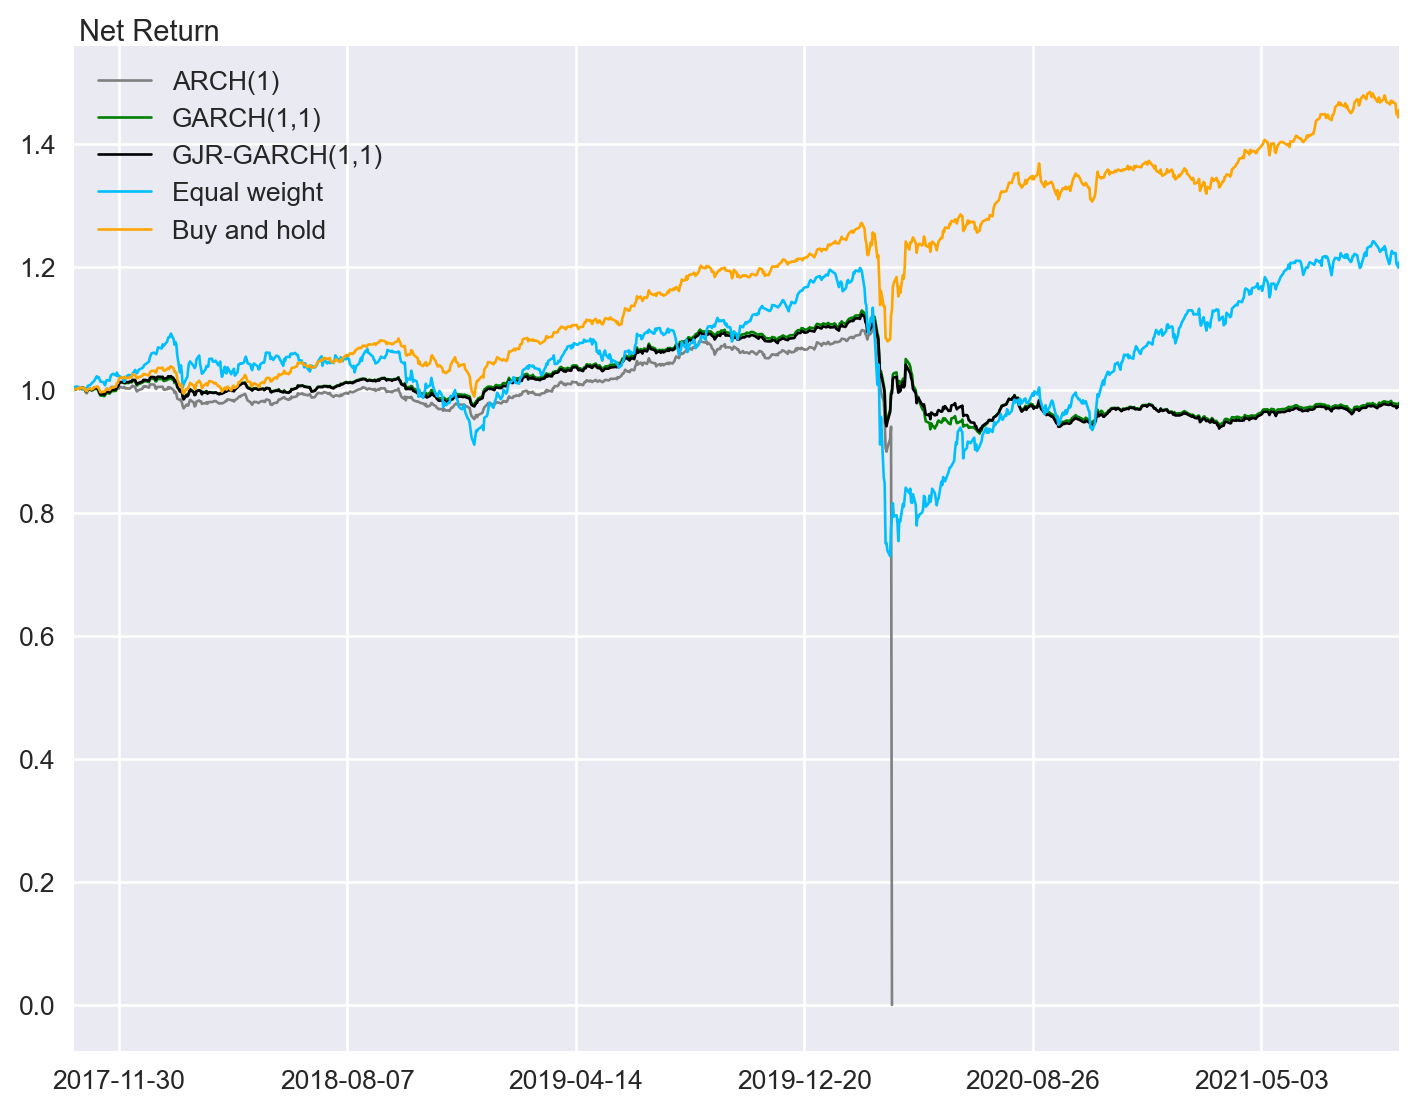 Net Return
ARCH(1)
GARCH(1,1)
GJR-GARCH(1,1)
Equal weight
Buy and hold
1.4
1.2
1.0
0.8
0.6
0.4
0.2
0.0
2017-11-30 2018-08-07 2019-04-14 2019-12-20 2020-08-26 2021-05-03